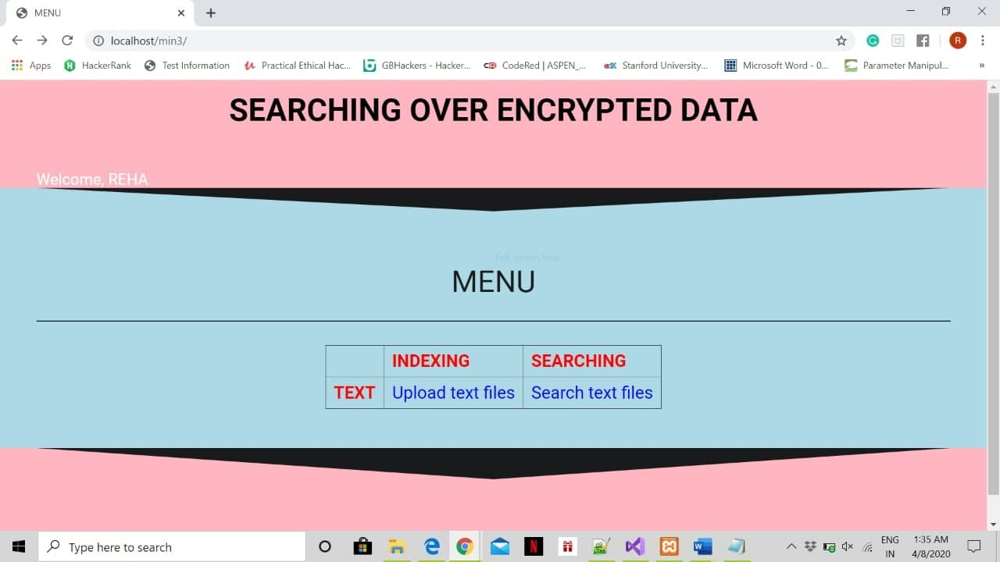 MENU
localhost/min3/
R
Apps
HackerRank
Test Information
Practical Ethical Hac...
GBHackers - Hacker...
CodeRed | ASPEN_...
Stanford University...
Microsoft Word - 0...
Parameter Manipul...
»
SEARCHING OVER ENCRYPTED DATA
Welcome, REHA
Full-screen Snip
MENU
INDEXING SEARCHING
TEXT Upload text files Search text files
Type here to search
ENG
IN
1:35 AM
4/8/2020